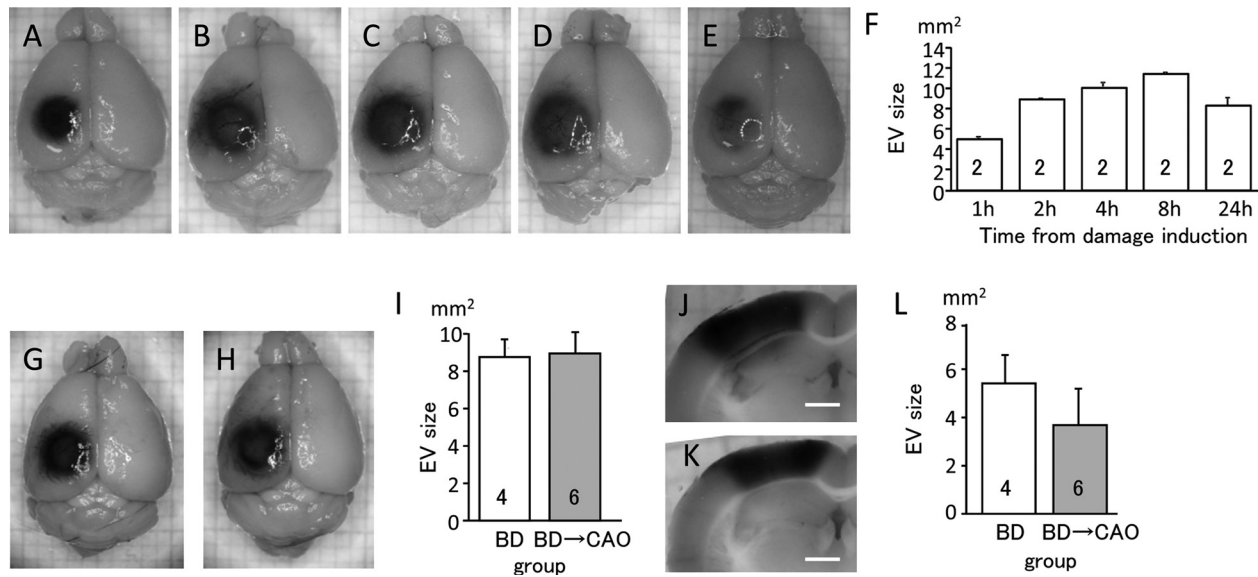 A
B
C
D
E
F
mm²
14
12
10
8
6
4
2
0
EV size
2 2 2 2 2
1h 2h 4h 8h 24h
Time from damage induction
G
H
I
mm²
10
8
6
4
2
0
EV size
4 6
BD BD→CAO
group
J
K
L
mm²
8
6
4
2
0
EV size
4 6
BD BD→CAO
group